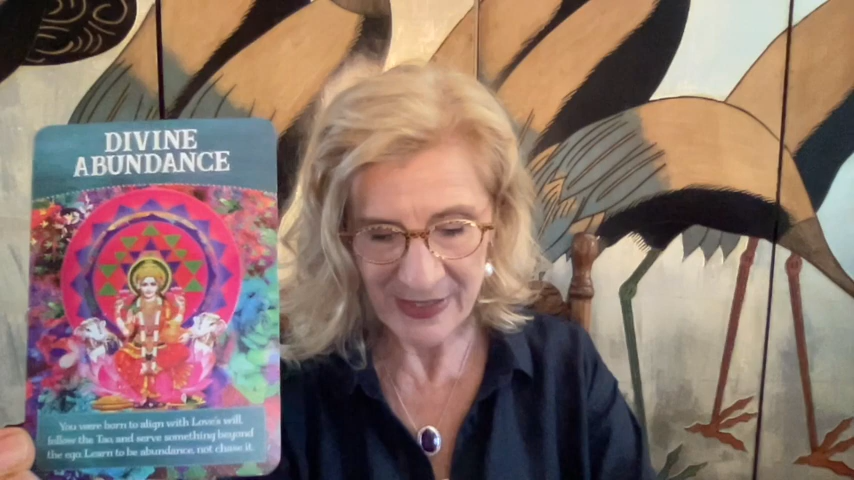 DIVINE
ABUNDANCE
You were born to align with Love's will,
follow the Tao, and serve something beyond
the ego. Learn to be abundance, not chase it.